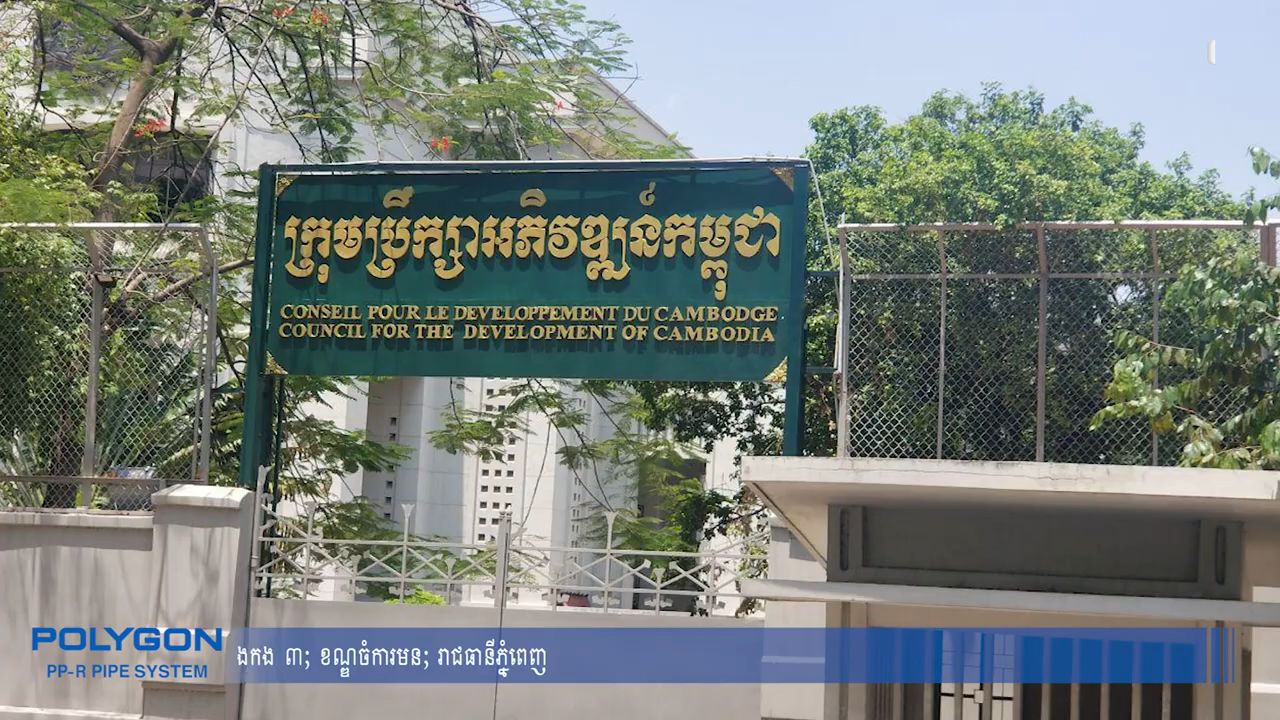 ក្រុមប្រឹក្សាអភិវឌ្ឍន៍កម្ពុជា
CONSEIL POUR LE DEVELOPPEMENT DU CAMBODGE
COUNCIL FOR THE DEVELOPMENT OF CAMBODIA
POLYGON
PP-R PIPE SYSTEM
ងកង ៣; ខណ្ឌចំការមន; រាជធានីភ្នំពេញ